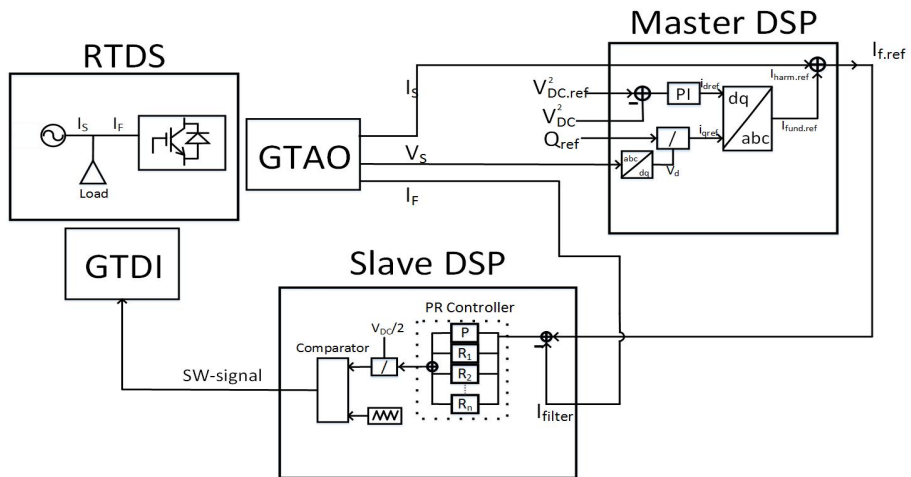 RTDS
I_S
I_F
Load
GTDI
GTAO
I_S
V_S
I_F
Master DSP
V²_DC.ref
V²_DC
Q_ref
PI
i_dref
/
i_qref
abc
dq
V_d
dq
abc
I_harm.ref
I_fund.ref
I_f.ref
Slave DSP
PR Controller
P
R_1
R_2
R_n
V_DC/2
/
Comparator
SW-signal
I_filter